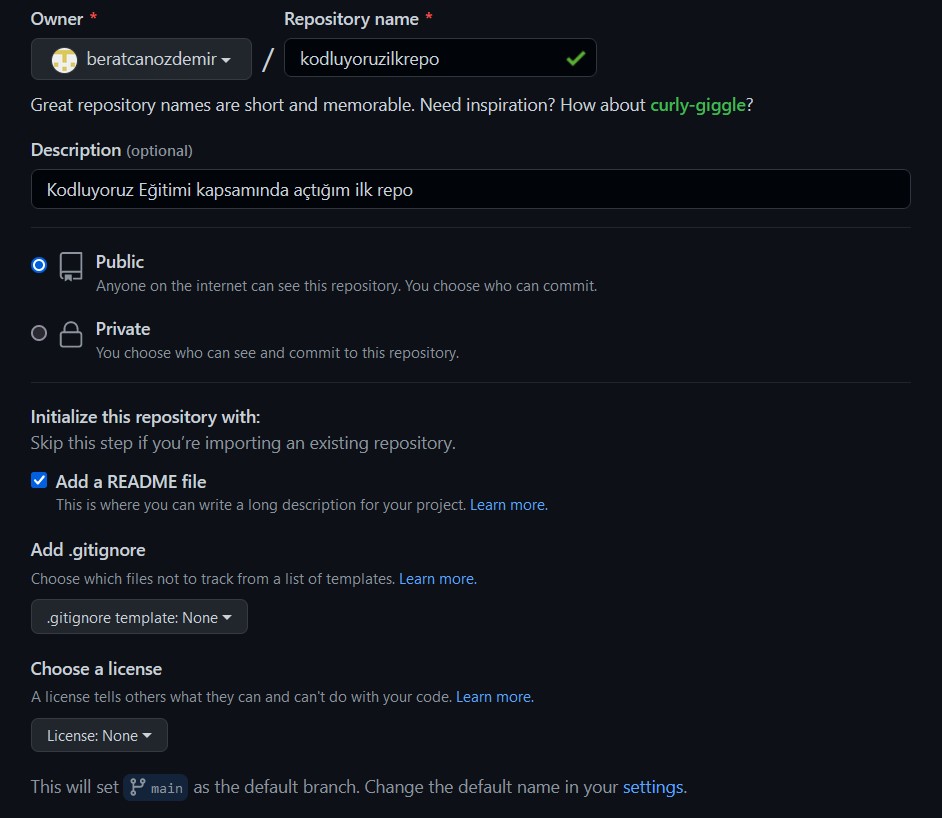 Owner * Repository name *
beratcanozdemir / kodluyoruzilkrepo
Great repository names are short and memorable. Need inspiration? How about curly-giggle?
Description (optional)
Kodluyoruz Eğitimi kapsamında açtığım ilk repo
Public
Anyone on the internet can see this repository. You choose who can commit.
Private
You choose who can see and commit to this repository.
Initialize this repository with:
Skip this step if you’re importing an existing repository.
Add a README file
This is where you can write a long description for your project. Learn more.
Add .gitignore
Choose which files not to track from a list of templates. Learn more.
.gitignore template: None
Choose a license
A license tells others what they can and can't do with your code. Learn more.
License: None
This will set main as the default branch. Change the default name in your settings.